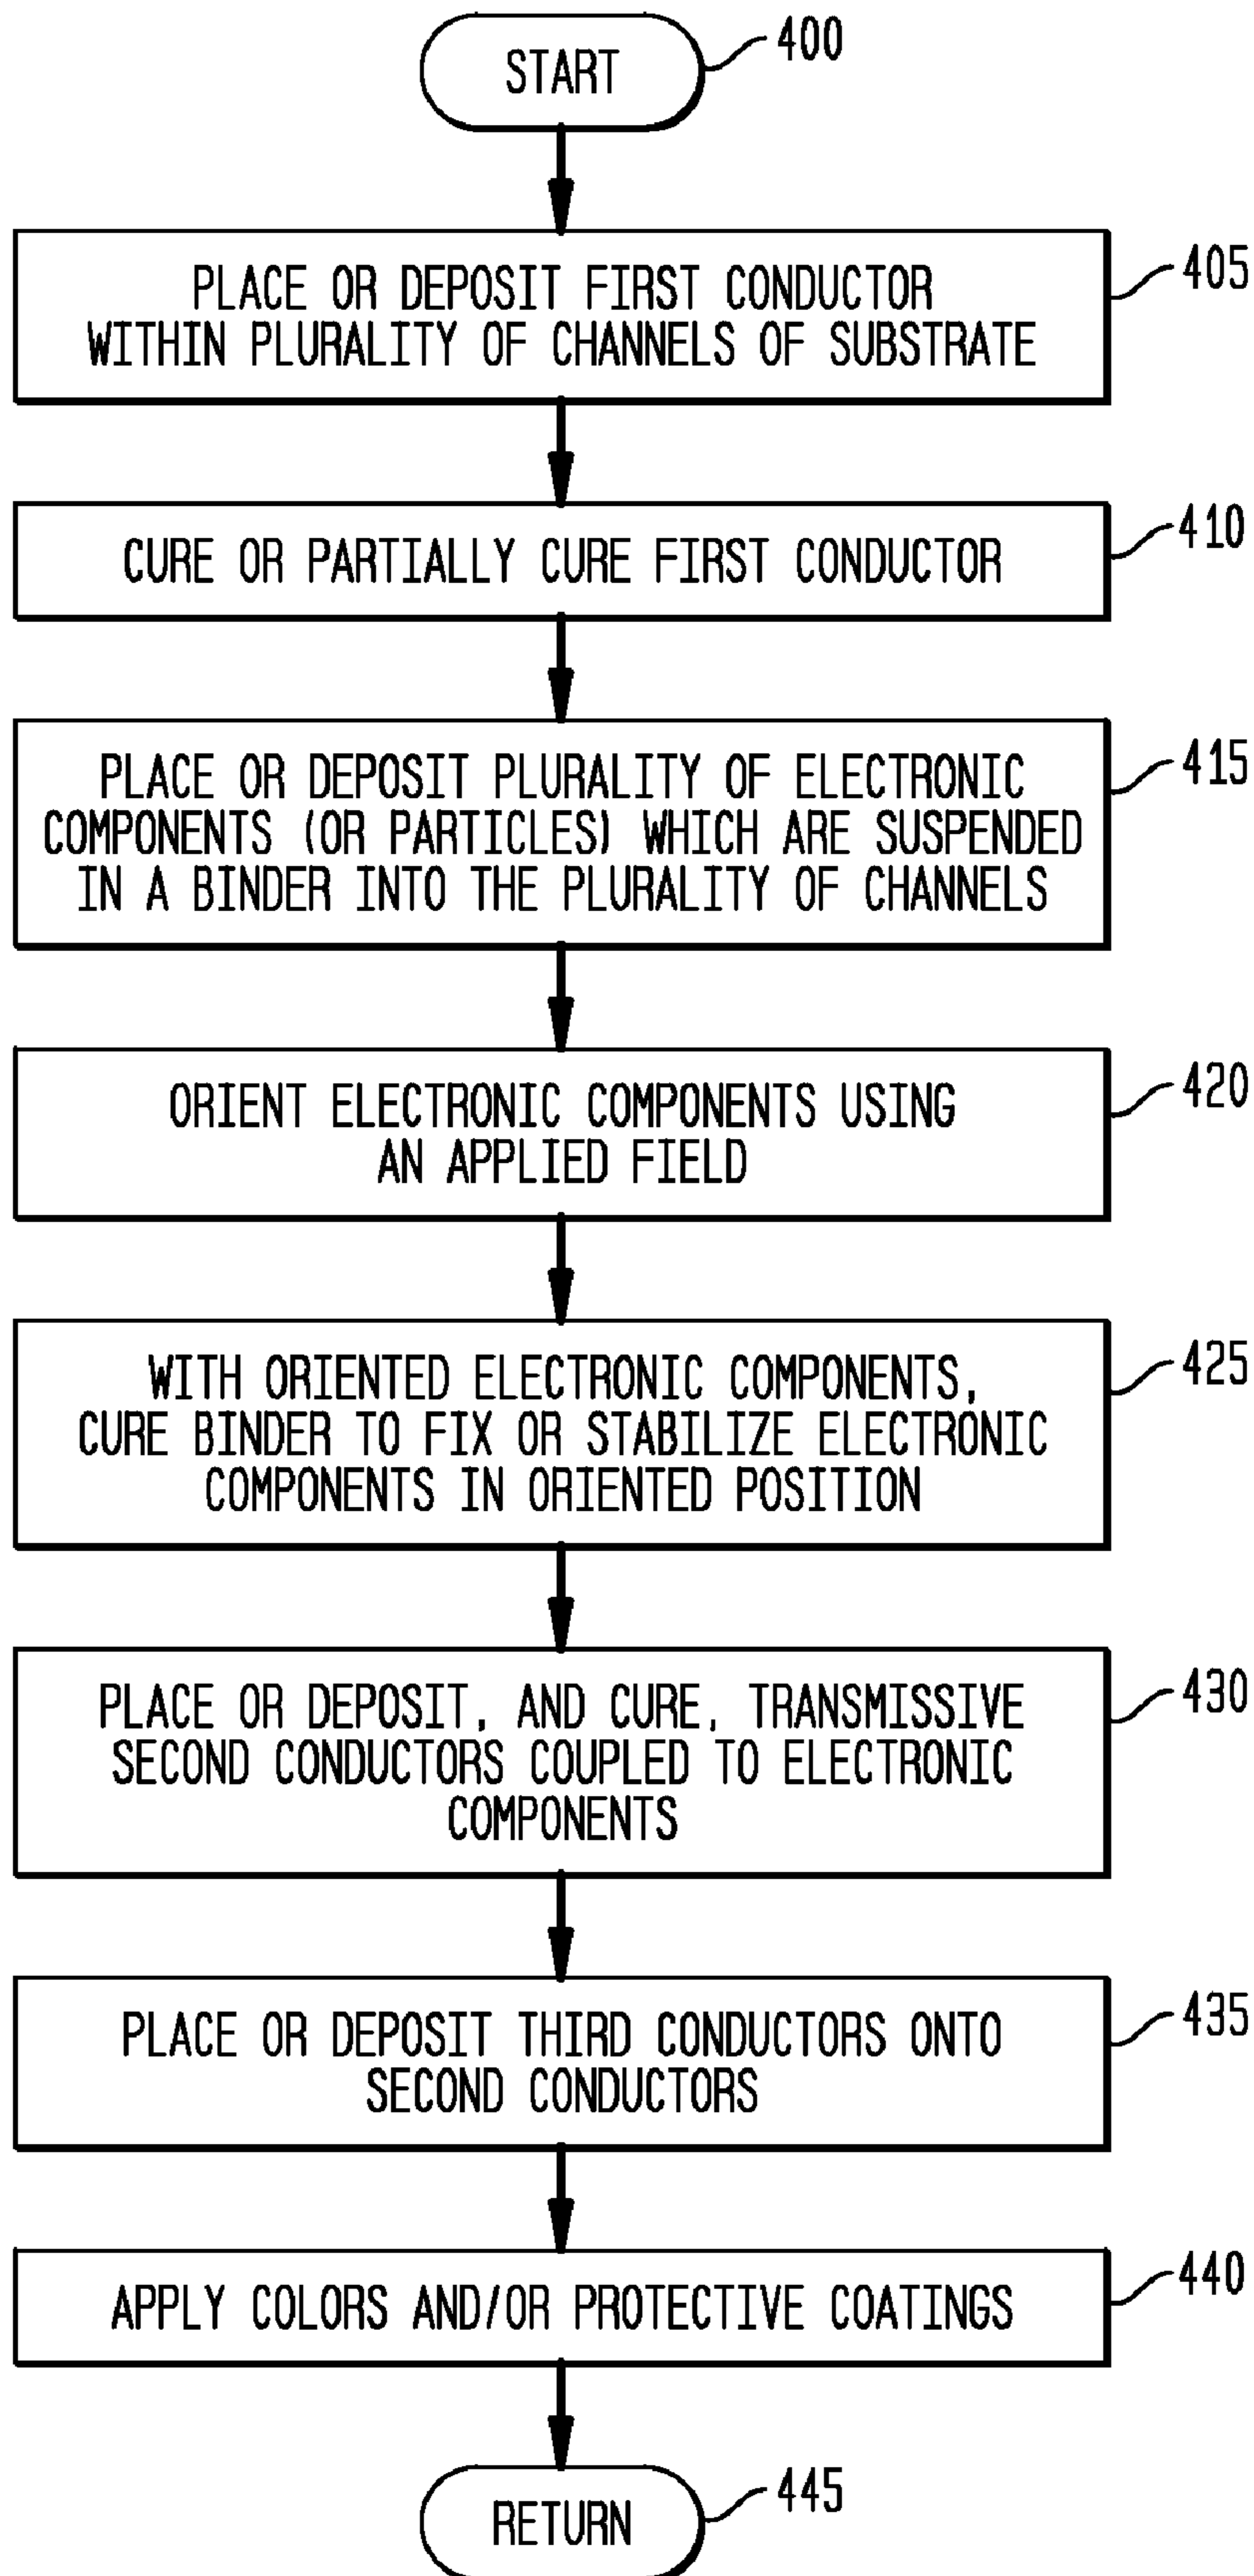 START
400
PLACE OR DEPOSIT FIRST CONDUCTOR
WITHIN PLURALITY OF CHANNELS OF SUBSTRATE
405
CURE OR PARTIALLY CURE FIRST CONDUCTOR
410
PLACE OR DEPOSIT PLURALITY OF ELECTRONIC
COMPONENTS (OR PARTICLES) WHICH ARE SUSPENDED
IN A BINDER INTO THE PLURALITY OF CHANNELS
415
ORIENT ELECTRONIC COMPONENTS USING
AN APPLIED FIELD
420
WITH ORIENTED ELECTRONIC COMPONENTS,
CURE BINDER TO FIX OR STABILIZE ELECTRONIC
COMPONENTS IN ORIENTED POSITION
425
PLACE OR DEPOSIT, AND CURE, TRANSMISSIVE
SECOND CONDUCTORS COUPLED TO ELECTRONIC
COMPONENTS
430
PLACE OR DEPOSIT THIRD CONDUCTORS ONTO
SECOND CONDUCTORS
435
APPLY COLORS AND/OR PROTECTIVE COATINGS
440
RETURN
445